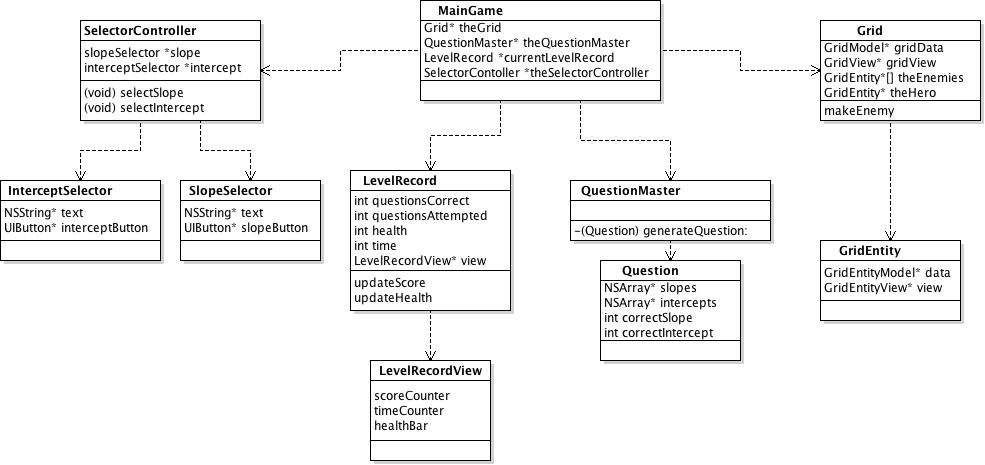 MainGame
Grid* theGrid
QuestionMaster* theQuestionMaster
LevelRecord *currentLevelRecord
SelectorContoller *theSelectorController
SelectorController
slopeSelector *slope
interceptSelector *intercept
(void) selectSlope
(void) selectIntercept
Grid
GridModel* gridData
GridView* gridView
GridEntity*[] theEnemies
GridEntity* theHero
makeEnemy
InterceptSelector
NSString* text
UIButton* interceptButton
SlopeSelector
NSString* text
UIButton* slopeButton
LevelRecord
int questionsCorrect
int questionsAttempted
int health
int time
LevelRecordView* view
updateScore
updateHealth
QuestionMaster
-(Question) generateQuestion:
Question
NSArray* slopes
NSArray* intercepts
int correctSlope
int correctIntercept
GridEntity
GridEntityModel* data
GridEntityView* view
LevelRecordView
scoreCounter
timeCounter
healthBar